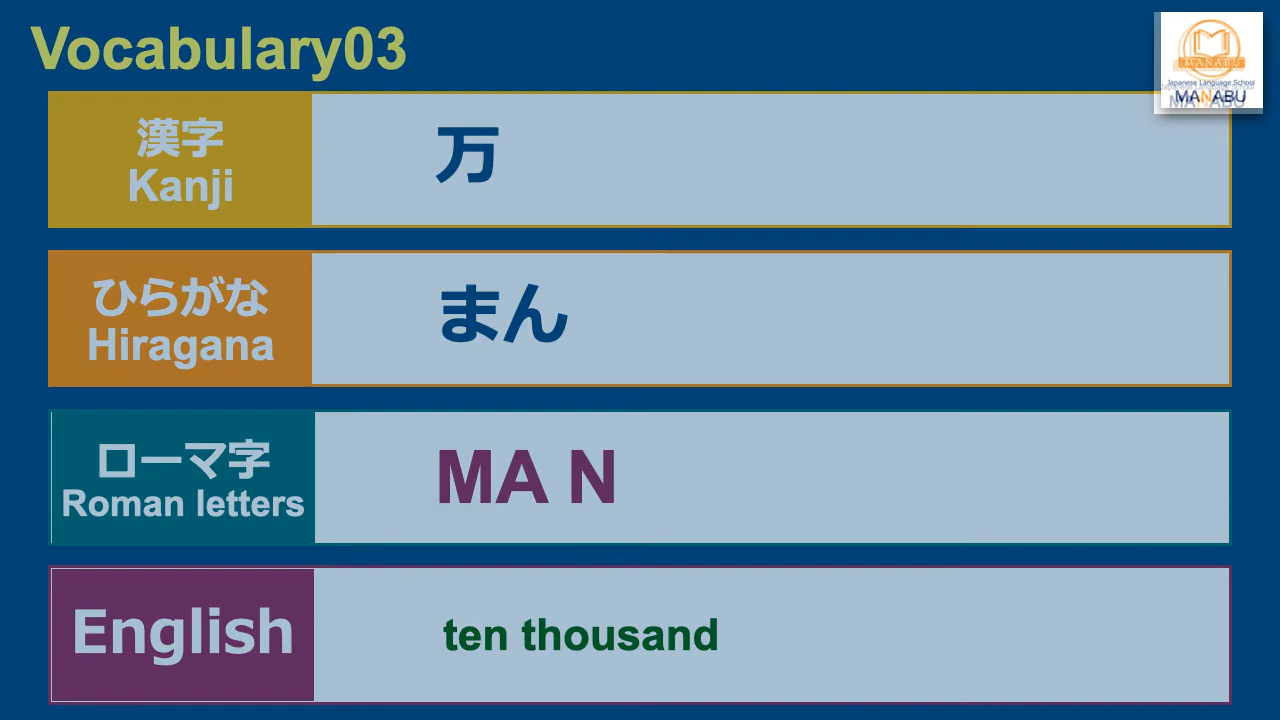 Vocabulary03
MANABU
Japanese Language School
MANABU
漢字
Kanji
万
ひらがな
Hiragana
まん
ローマ字
Roman letters
MA N
English
ten thousand